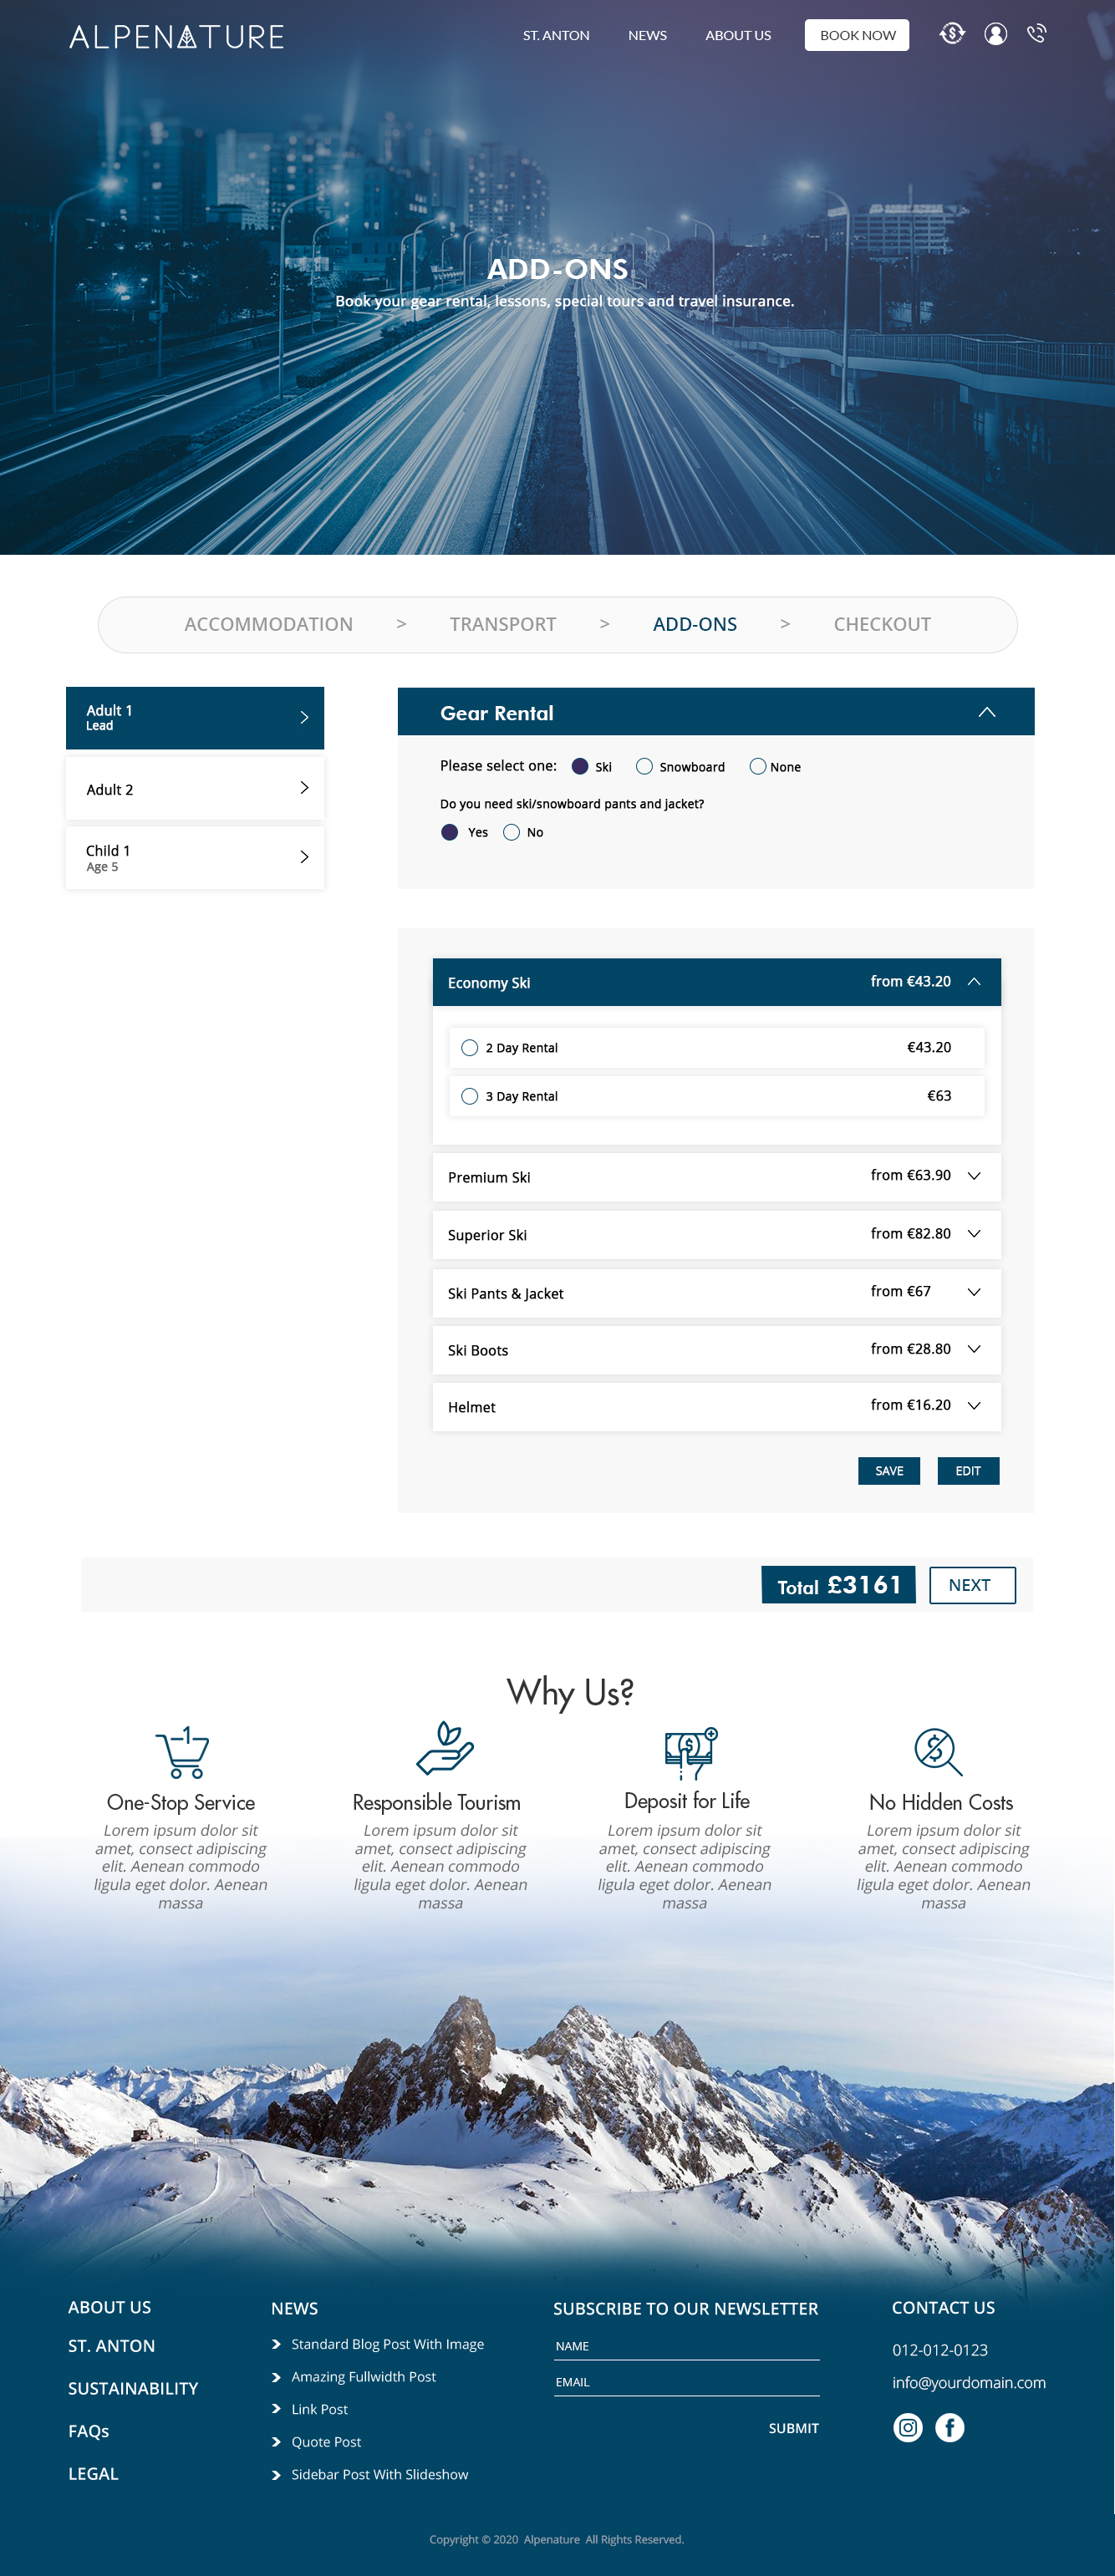 ALPENATURE
ST. ANTON
NEWS
ABOUT US
BOOK NOW
ADD-ONS
Book your gear rental, lessons, special tours and travel insurance.
ACCOMMODATION > TRANSPORT > ADD-ONS > CHECKOUT
Adult 1
Lead
Adult 2
Child 1
Age 5
Gear Rental
Please select one: Ski Snowboard None
Do you need ski/snowboard pants and jacket?
Yes No
Economy Ski from €43.20
2 Day Rental €43.20
3 Day Rental €63
Premium Ski from €63.90
Superior Ski from €82.80
Ski Pants & Jacket from €67
Ski Boots from €28.80
Helmet from €16.20
SAVE EDIT
Total £3161 NEXT
Why Us?
One-Stop Service
Lorem ipsum dolor sit
amet, consect adipiscing
elit. Aenean commodo
ligula eget dolor. Aenean
massa
Responsible Tourism
Lorem ipsum dolor sit
amet, consect adipiscing
elit. Aenean commodo
ligula eget dolor. Aenean
massa
Deposit for Life
Lorem ipsum dolor sit
amet, consect adipiscing
elit. Aenean commodo
ligula eget dolor. Aenean
massa
No Hidden Costs
Lorem ipsum dolor sit
amet, consect adipiscing
elit. Aenean commodo
ligula eget dolor. Aenean
massa
ABOUT US
ST. ANTON
SUSTAINABILITY
FAQs
LEGAL
NEWS
Standard Blog Post With Image
Amazing Fullwidth Post
Link Post
Quote Post
Sidebar Post With Slideshow
SUBSCRIBE TO OUR NEWSLETTER
NAME
EMAIL
SUBMIT
CONTACT US
012-012-0123
info@yourdomain.com
Copyright © 2020 Alpenature All Rights Reserved.